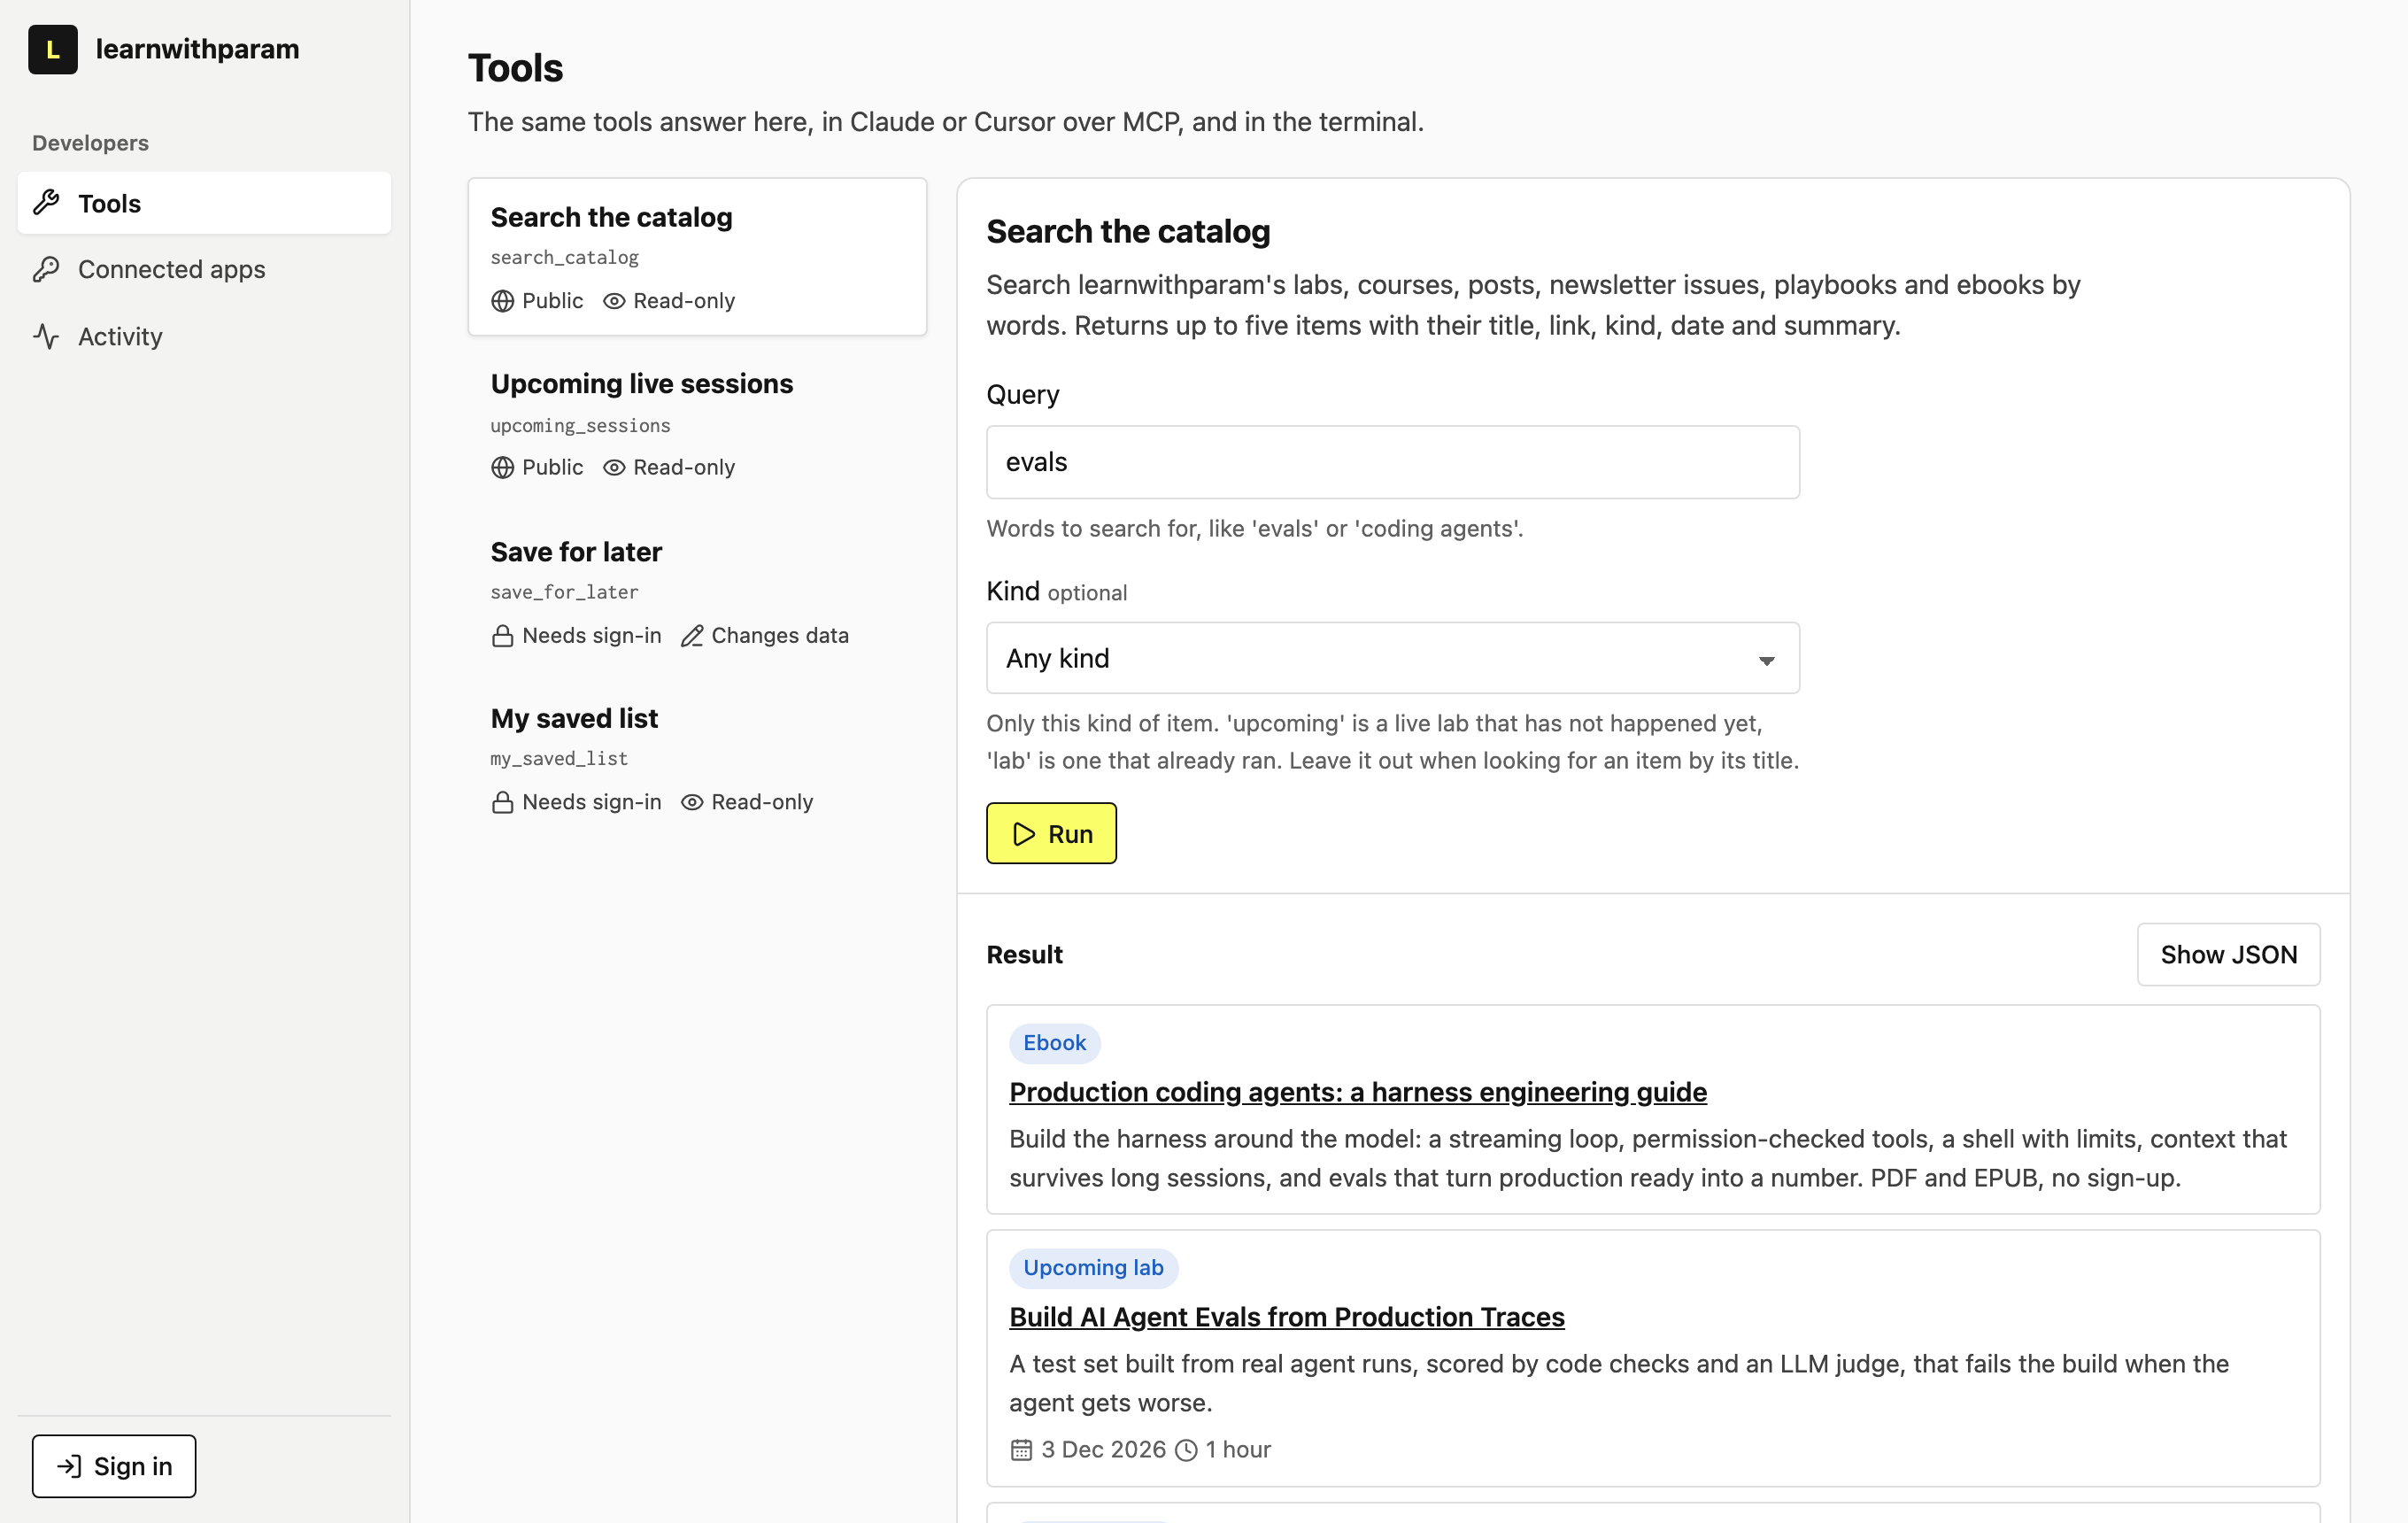 L learnwithparam
Developers
Tools
Connected apps
Activity
Sign in
Tools
The same tools answer here, in Claude or Cursor over MCP, and in the terminal.
Search the catalog
search_catalog
Public Read-only
Upcoming live sessions
upcoming_sessions
Public Read-only
Save for later
save_for_later
Needs sign-in Changes data
My saved list
my_saved_list
Needs sign-in Read-only
Search the catalog
Search learnwithparam's labs, courses, posts, newsletter issues, playbooks and ebooks by
words. Returns up to five items with their title, link, kind, date and summary.
Query
evals
Words to search for, like 'evals' or 'coding agents'.
Kind optional
Any kind
Only this kind of item. 'upcoming' is a live lab that has not happened yet,
'lab' is one that already ran. Leave it out when looking for an item by its title.
Run
Result
Show JSON
Ebook
Production coding agents: a harness engineering guide
Build the harness around the model: a streaming loop, permission-checked tools, a shell with limits, context that
survives long sessions, and evals that turn production ready into a number. PDF and EPUB, no sign-up.
Upcoming lab
Build AI Agent Evals from Production Traces
A test set built from real agent runs, scored by code checks and an LLM judge, that fails the build when the
agent gets worse.
3 Dec 2026 1 hour